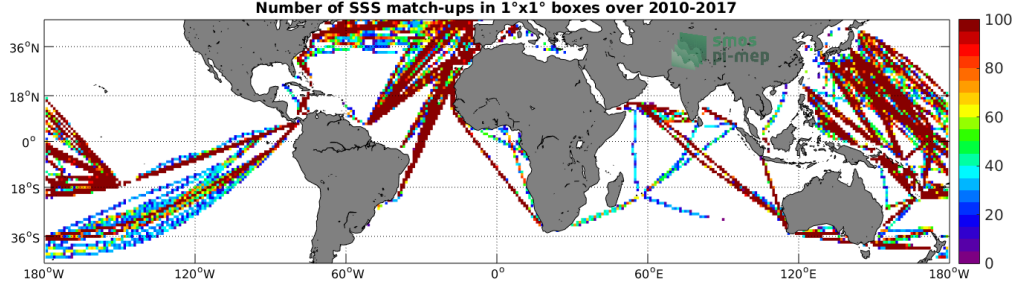 Number of SSS match-ups in 1°x1° boxes over 2010-2017
36°N
18°N
0°
18°S
36°S
180°W
120°W
60°W
0°
60°E
120°E
180°W
100
80
60
40
20
0
smos
pi-mep